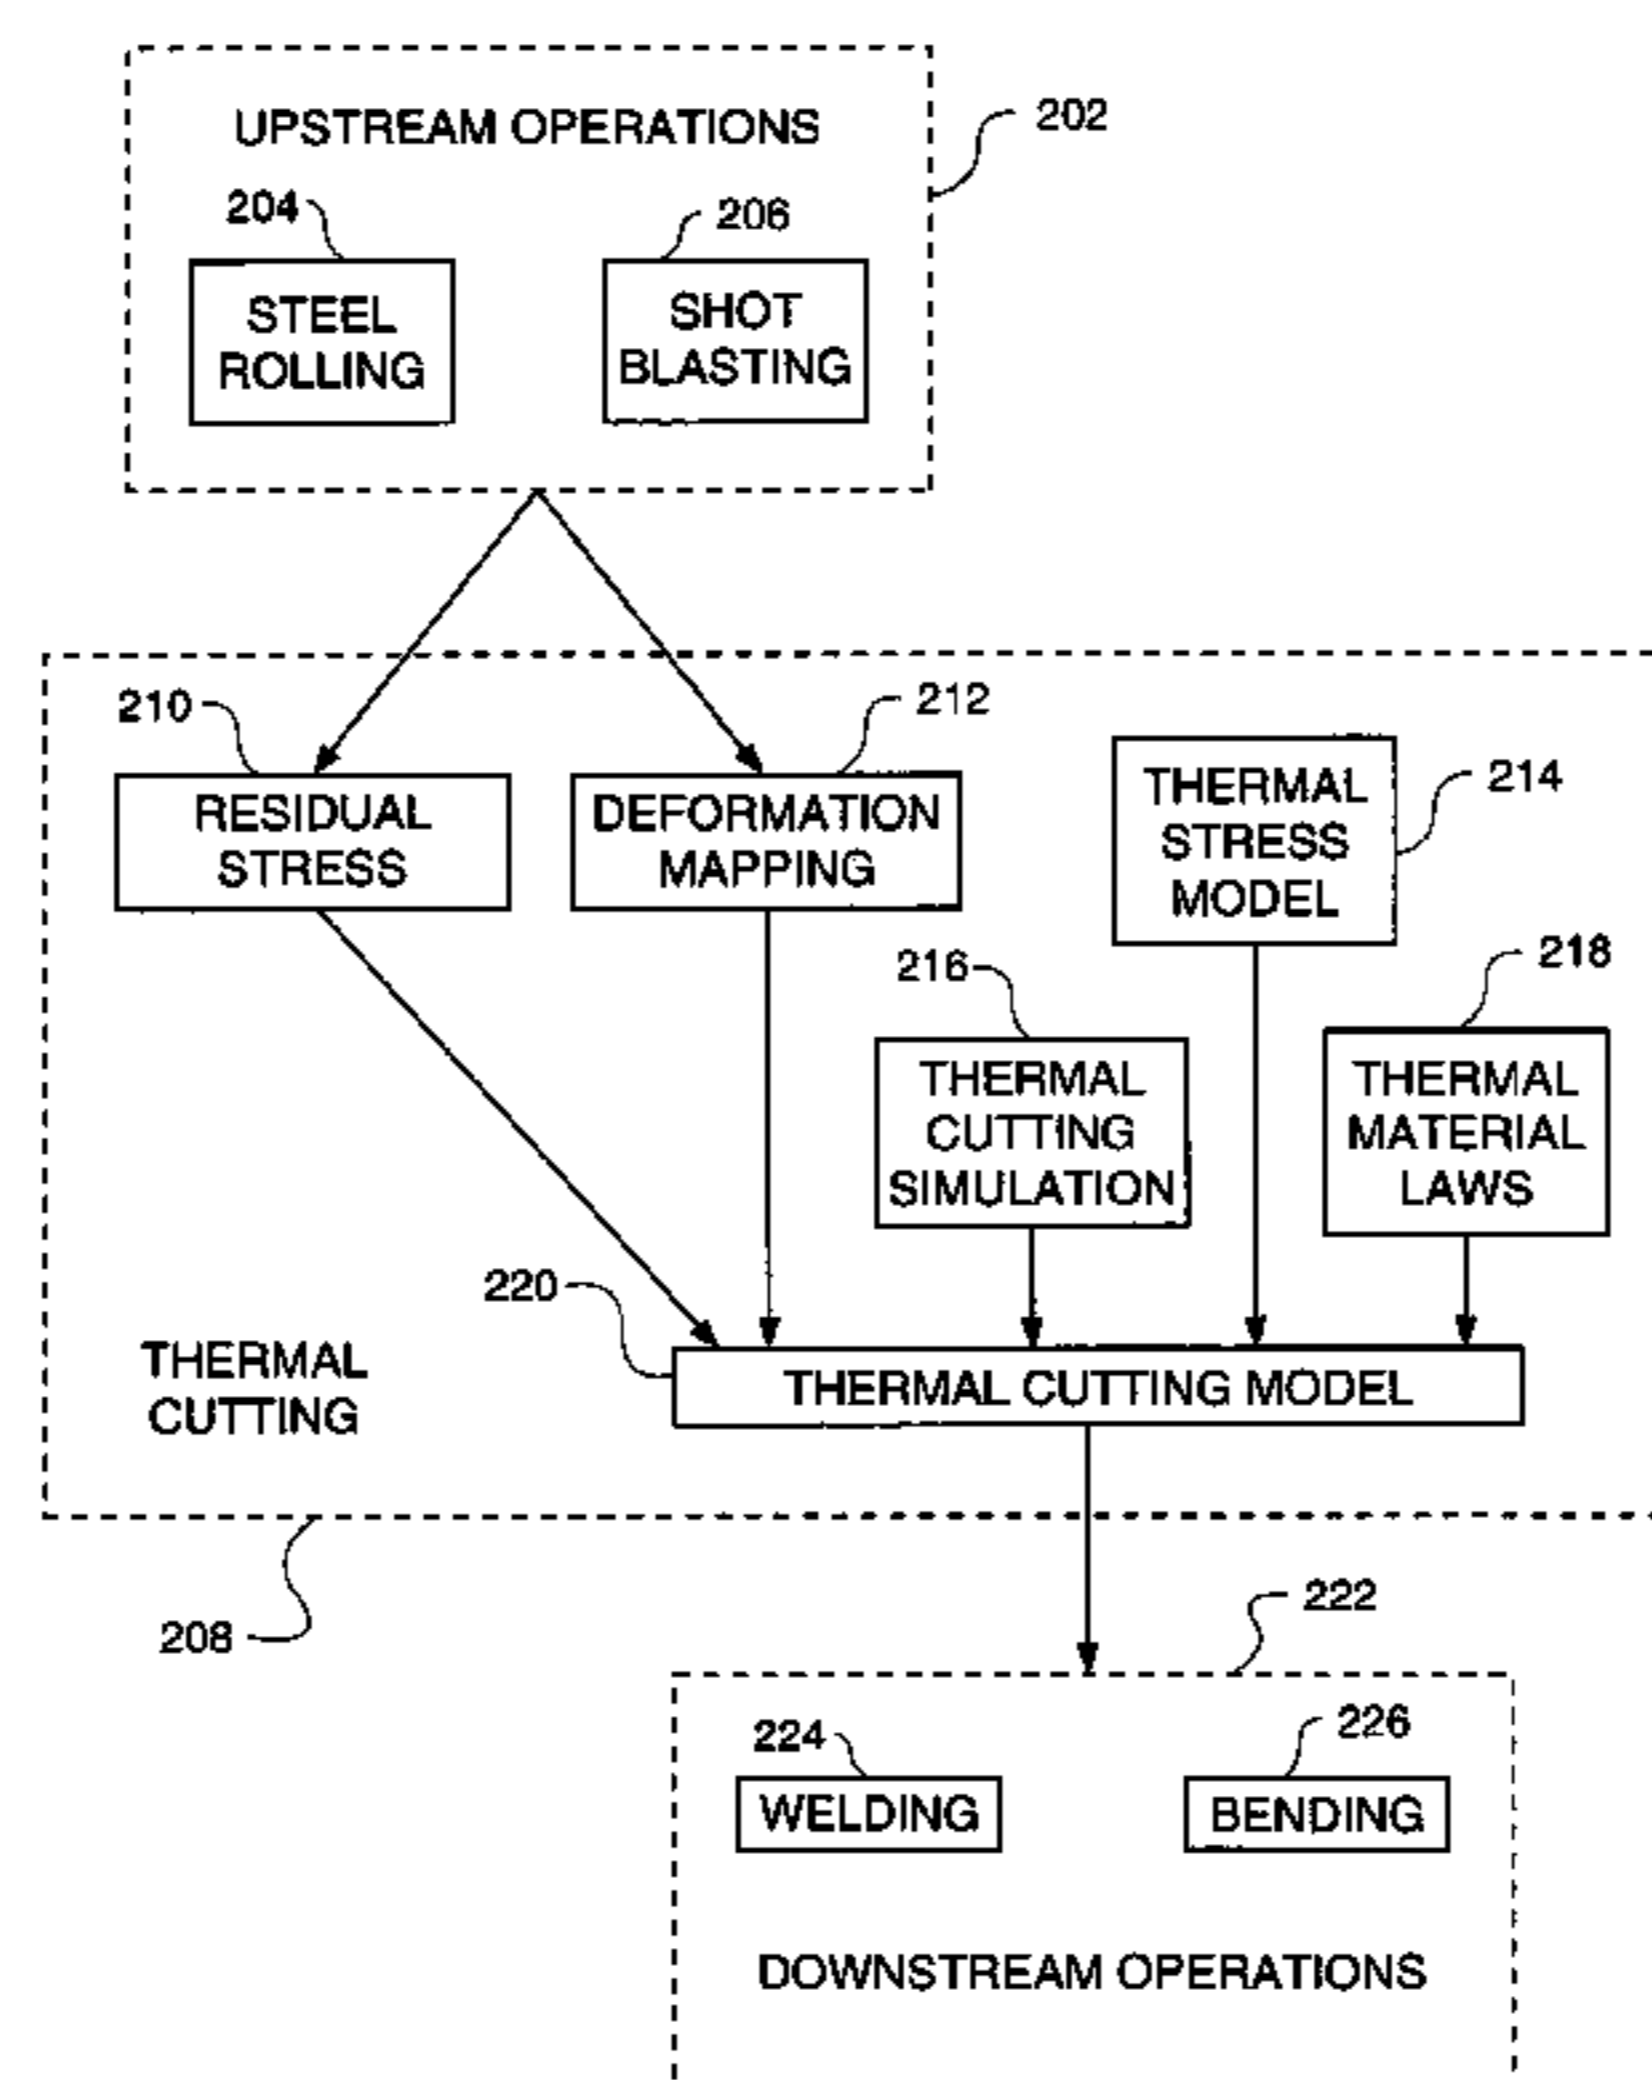 UPSTREAM OPERATIONS
202
204
206
STEEL
ROLLING
SHOT
BLASTING
210
212
RESIDUAL
STRESS
DEFORMATION
MAPPING
THERMAL
STRESS
MODEL
214
216
218
THERMAL
CUTTING
SIMULATION
THERMAL
MATERIAL
LAWS
220
THERMAL CUTTING MODEL
THERMAL
CUTTING
208
222
224
226
WELDING
BENDING
DOWNSTREAM OPERATIONS